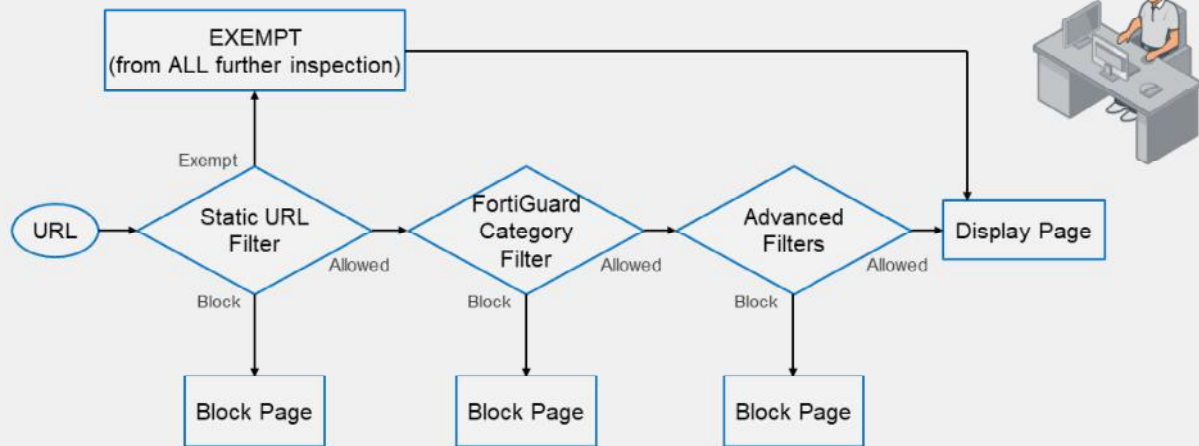 EXEMPT
(from ALL further inspection)
Exempt
URL
Static URL
Filter
Allowed
Block
FortiGuard
Category
Filter
Allowed
Block
Advanced
Filters
Allowed
Block
Display Page
Block Page
Block Page
Block Page